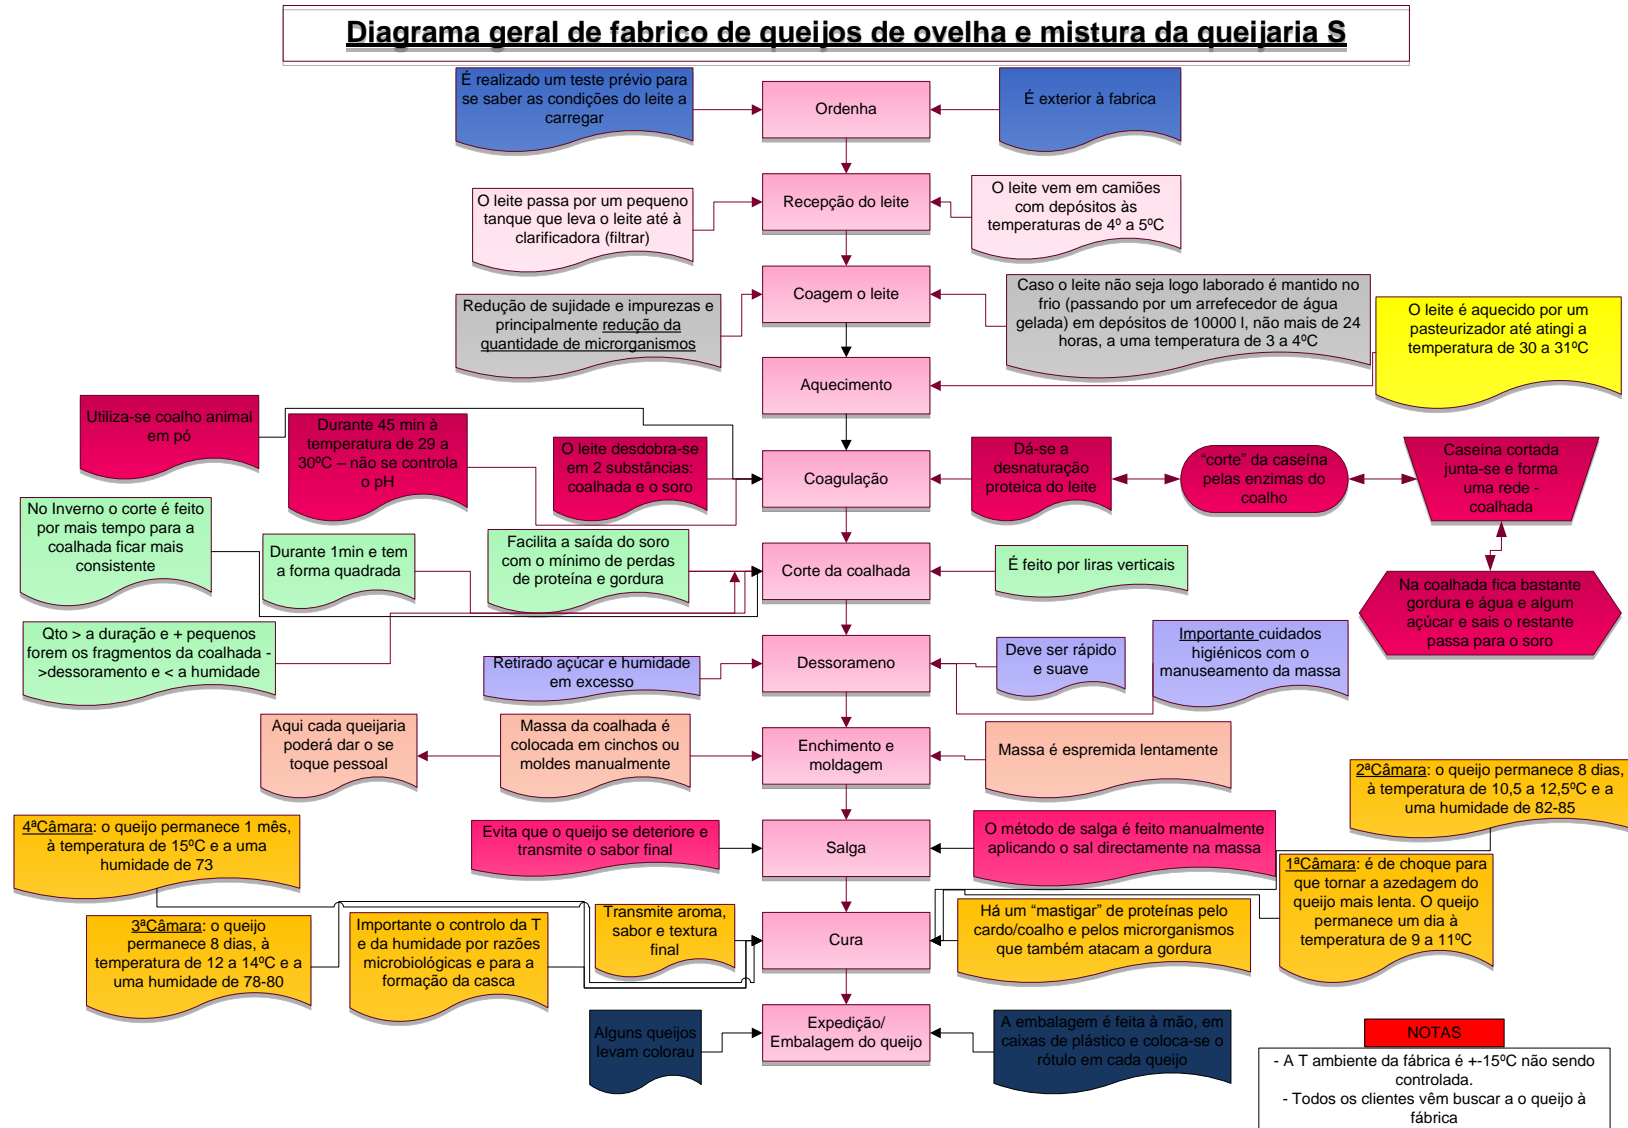 Diagrama geral de fabrico de queijos de ovelha e mistura da queijaria S
É realizado um teste prévio para
se saber as condições do leite a
carregar
Ordenha
É exterior à fabrica
O leite passa por um pequeno
tanque que leva o leite até à
clarificadora (filtrar)
Recepção do leite
O leite vem em camiões
com depósitos às
temperaturas de 4º a 5ºC
Redução de sujidade e impurezas e
principalmente redução da
quantidade de microrganismos
Coagem o leite
Caso o leite não seja logo laborado é mantido no
frio (passando por um arrefecedor de água
gelada) em depósitos de 10000 l, não mais de 24
horas, a uma temperatura de 3 a 4ºC
O leite é aquecido por um
pasteurizador até atingi a
temperatura de 30 a 31ºC
Aquecimento
Utiliza-se coalho animal
em pó
Durante 45 min à
temperatura de 29 a
30ºC – não se controla
o pH
O leite desdobra-se
em 2 substâncias:
coalhada e o soro
Coagulação
Dá-se a
desnaturação
proteica do leite
“corte” da caseína
pelas enzimas do
coalho
Caseína cortada
junta-se e forma
uma rede -
coalhada
No Inverno o corte é feito
por mais tempo para a
coalhada ficar mais
consistente
Durante 1min e tem
a forma quadrada
Facilita a saída do soro
com o mínimo de perdas
de proteína e gordura
Corte da coalhada
É feito por liras verticais
Na coalhada fica bastante
gordura e água e algum
açúcar e sais o restante
passa para o soro
Qto > a duração e + pequenos
forem os fragmentos da coalhada -
>dessoramento e < a humidade
Retirado açúcar e humidade
em excesso
Dessorameno
Deve ser rápido
e suave
Importante cuidados
higiénicos com o
manuseamento da massa
Aqui cada queijaria
poderá dar o se
toque pessoal
Massa da coalhada é
colocada em cinchos ou
moldes manualmente
Enchimento e
moldagem
Massa é espremida lentamente
2ªCâmara: o queijo permanece 8 dias,
à temperatura de 10,5 a 12,5ºC e a
uma humidade de 82-85
4ªCâmara: o queijo permanece 1 mês,
à temperatura de 15ºC e a uma
humidade de 73
Evita que o queijo se deteriore e
transmite o sabor final
Salga
O método de salga é feito manualmente
aplicando o sal directamente na massa
1ªCâmara: é de choque para
que tornar a azedagem do
queijo mais lenta. O queijo
permanece um dia à
temperatura de 9 a 11ºC
3ªCâmara: o queijo
permanece 8 dias, à
temperatura de 12 a 14ºC e a
uma humidade de 78-80
Importante o controlo da T
e da humidade por razões
microbiológicas e para a
formação da casca
Transmite aroma,
sabor e textura
final
Cura
Há um “mastigar” de proteínas pelo
cardo/coalho e pelos microrganismos
que também atacam a gordura
Alguns queijos
levam colorau
Expedição/
Embalagem do queijo
A embalagem é feita à mão, em
caixas de plástico e coloca-se o
rótulo em cada queijo
NOTAS
- A T ambiente da fábrica é +-15ºC não sendo
controlada.
- Todos os clientes vêm buscar a o queijo à
fábrica